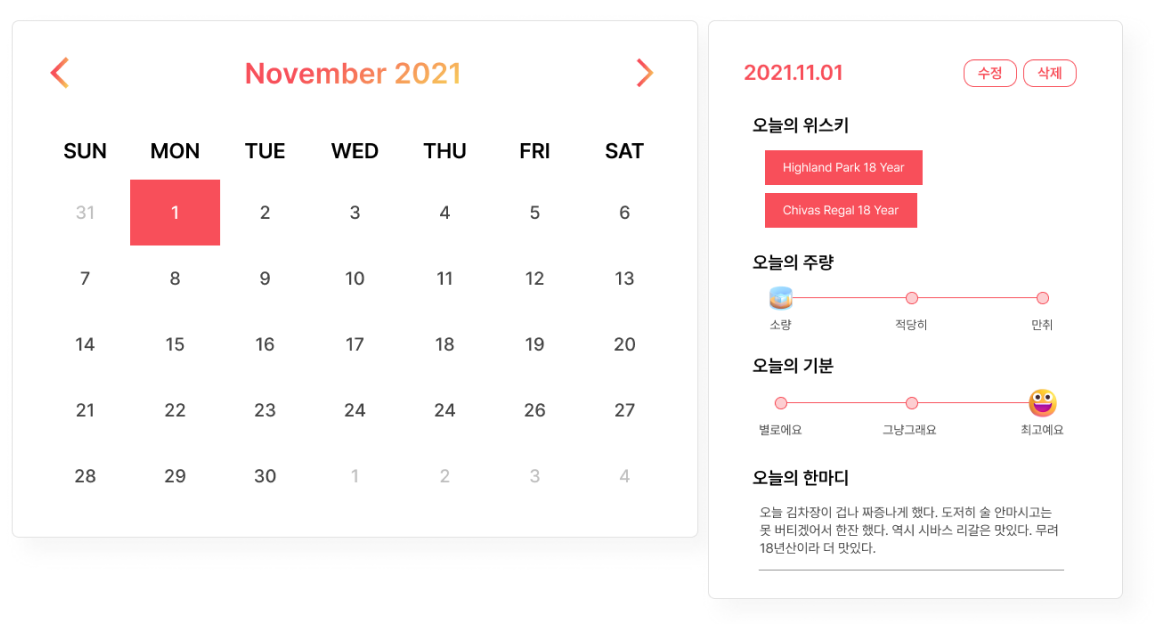 November 2021
SUN MON TUE WED THU FRI SAT
31 1 2 3 4 5 6
7 8 9 10 11 12 13
14 15 16 17 18 19 20
21 22 23 24 24 26 27
28 29 30 1 2 3 4
2021.11.01 수정 삭제
오늘의 위스키
Highland Park 18 Year
Chivas Regal 18 Year
오늘의 주량
소량 적당히 만취
오늘의 기분
별로에요 그냥그래요 최고예요
오늘의 한마디
오늘 김차장이 겁나 짜증나게 했다. 도저히 술 안마시고는
못 버티겠어서 한잔 했다. 역시 시바스 리갈은 맛있다. 무려
18년산이라 더 맛있다.